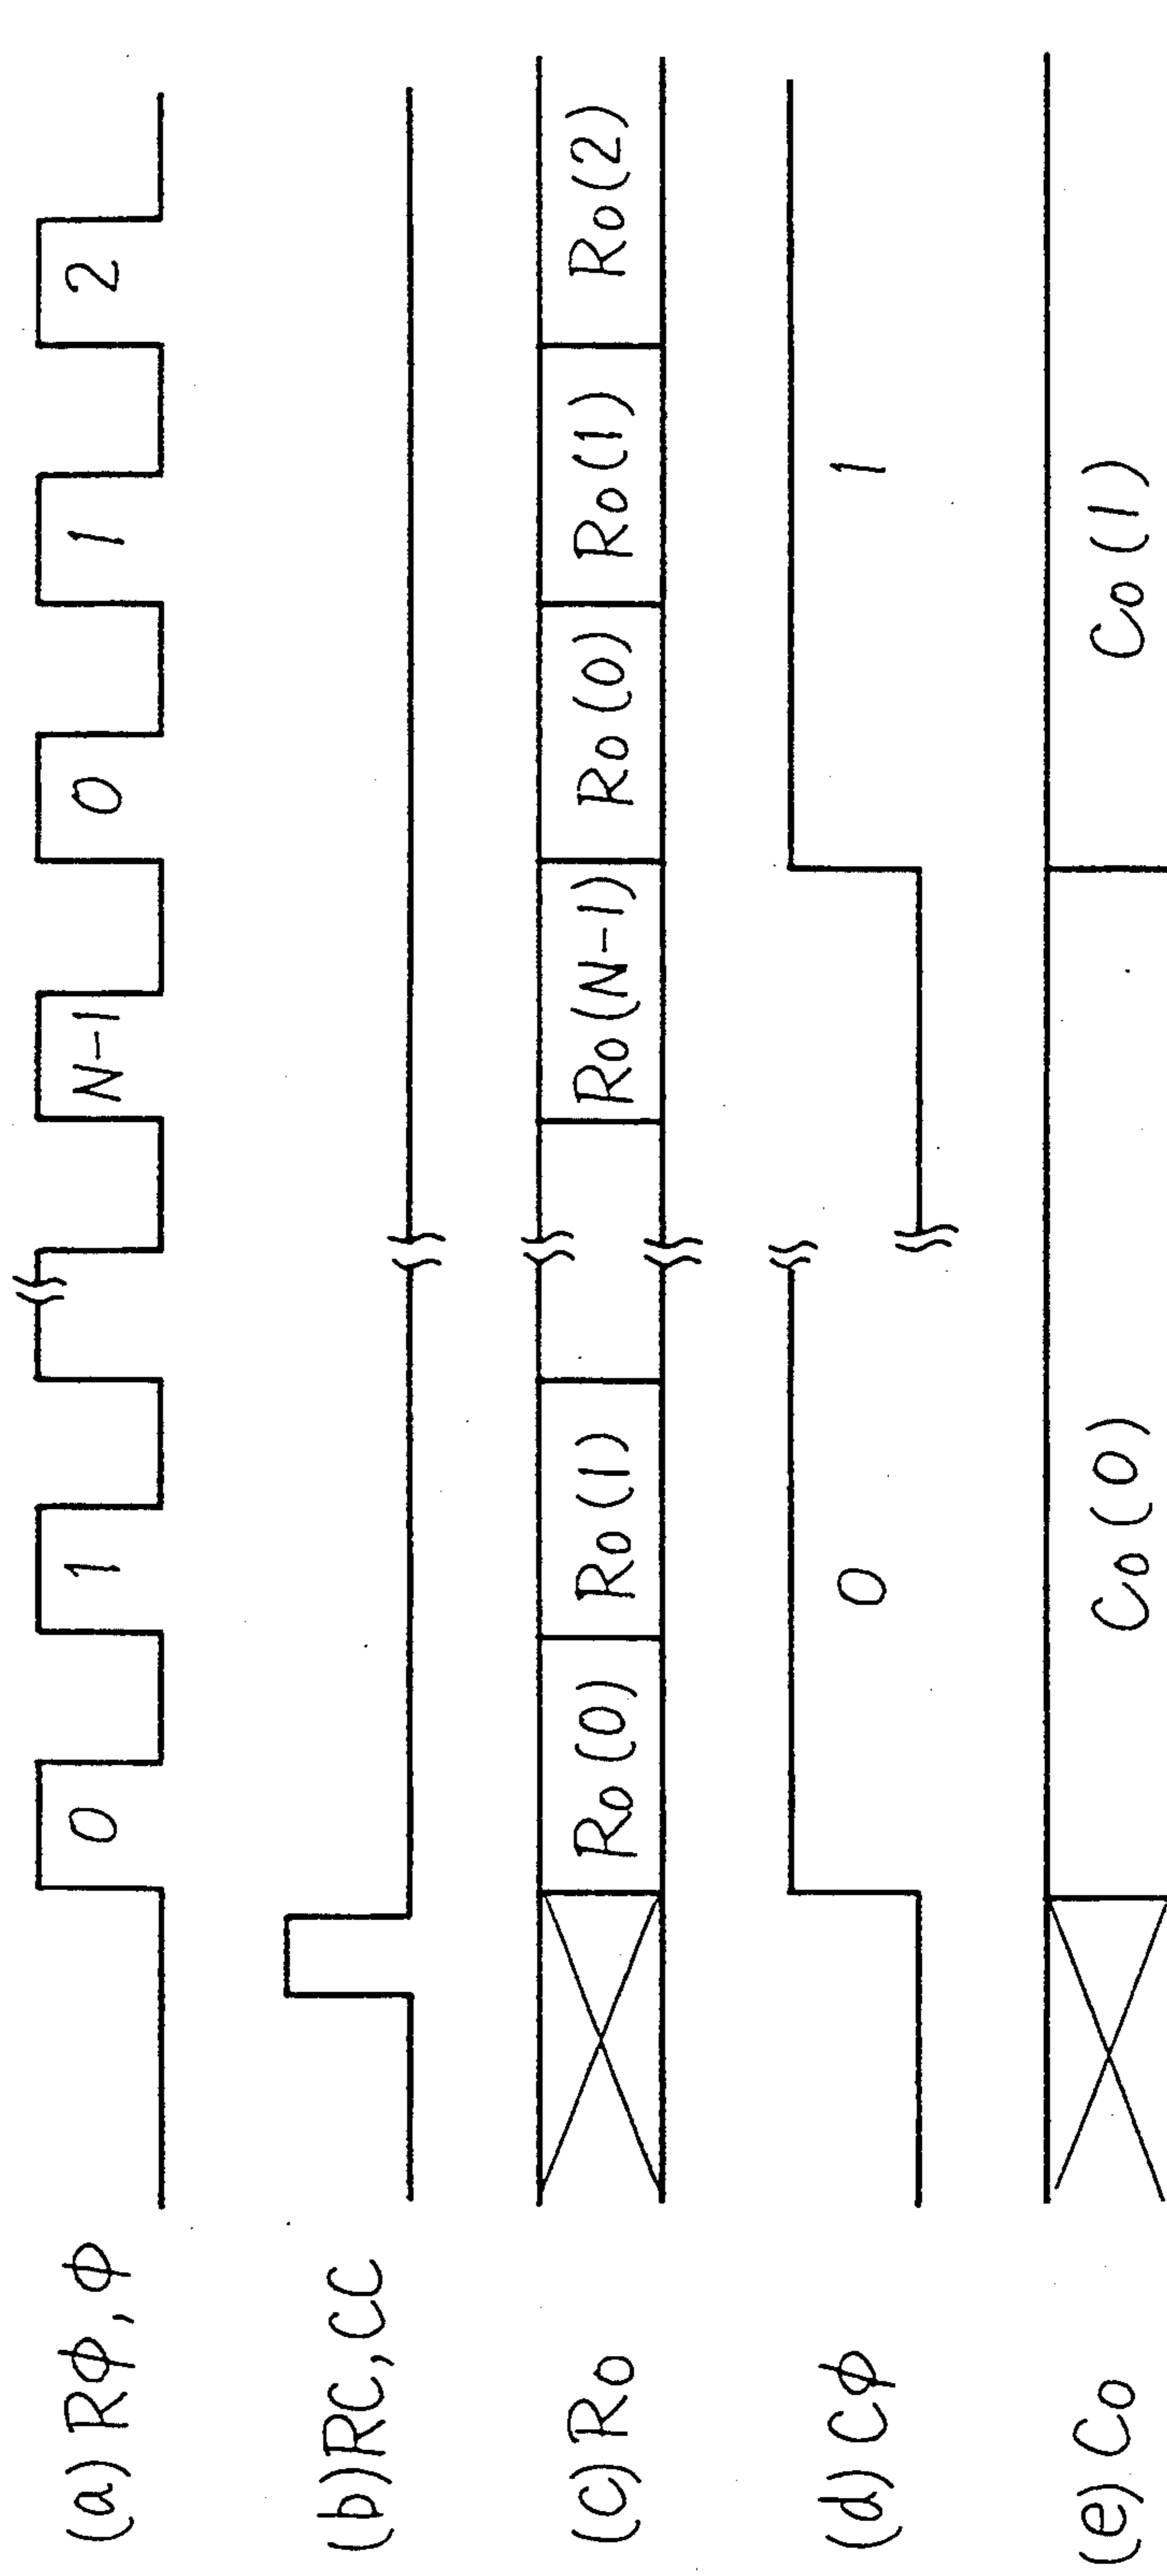 (a) Rφ, φ 0 1 N-1 0 1 2
(b) RC, CC
(c) Ro Ro(0) Ro(1) Ro(N-1) Ro(0) Ro(1) Ro(2)
(d) Cφ 0 1
(e) Co Co(0) Co(1)